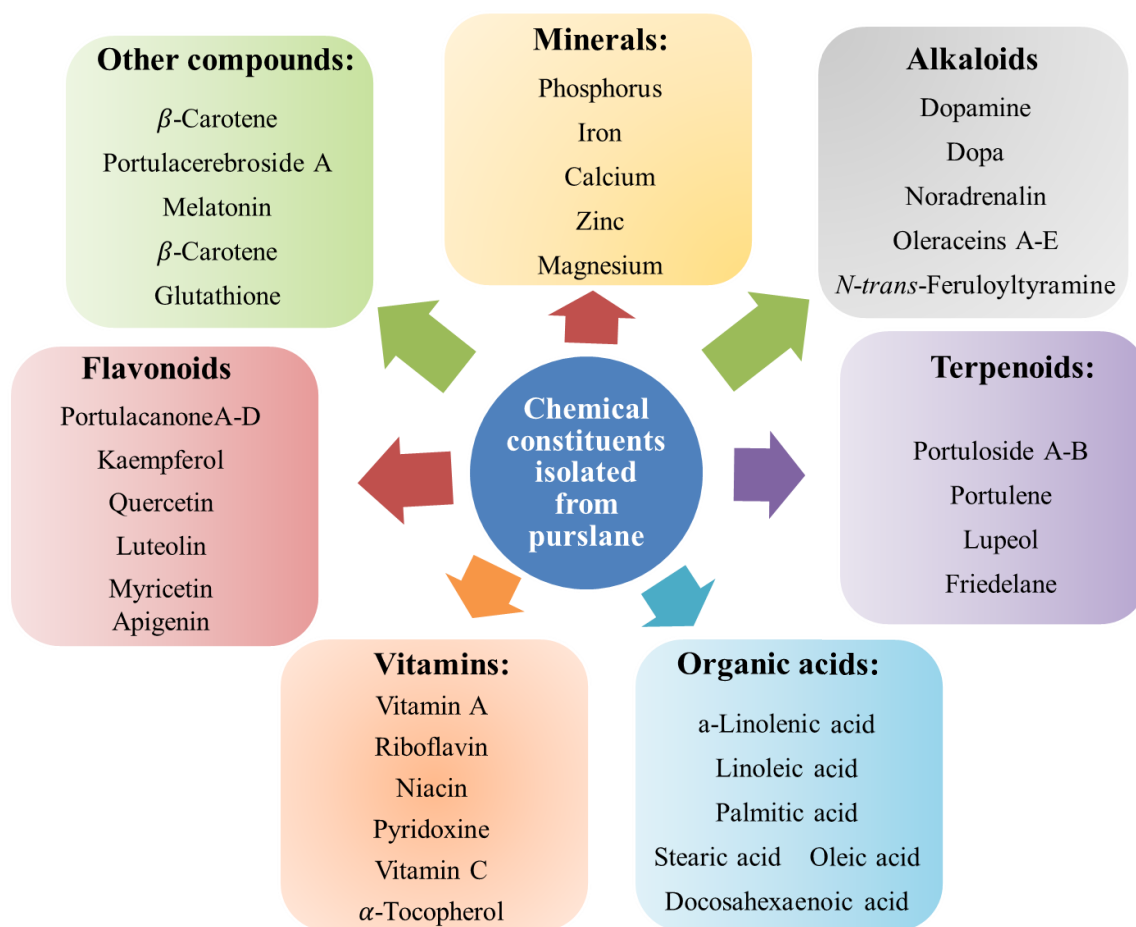 Other compounds:
β-Carotene
Portulacerebroside A
Melatonin
β-Carotene
Glutathione
Minerals:
Phosphorus
Iron
Calcium
Zinc
Magnesium
Alkaloids
Dopamine
Dopa
Noradrenalin
Oleraceins A-E
N-trans-Feruloyltyramine
Flavonoids
PortulacanoneA-D
Kaempferol
Quercetin
Luteolin
Myricetin
Apigenin
Chemical
constituents
isolated
from
purslane
Terpenoids:
Portuloside A-B
Portulene
Lupeol
Friedelane
Vitamins:
Vitamin A
Riboflavin
Niacin
Pyridoxine
Vitamin C
α-Tocopherol
Organic acids:
a-Linolenic acid
Linoleic acid
Palmitic acid
Stearic acid Oleic acid
Docosahexaenoic acid